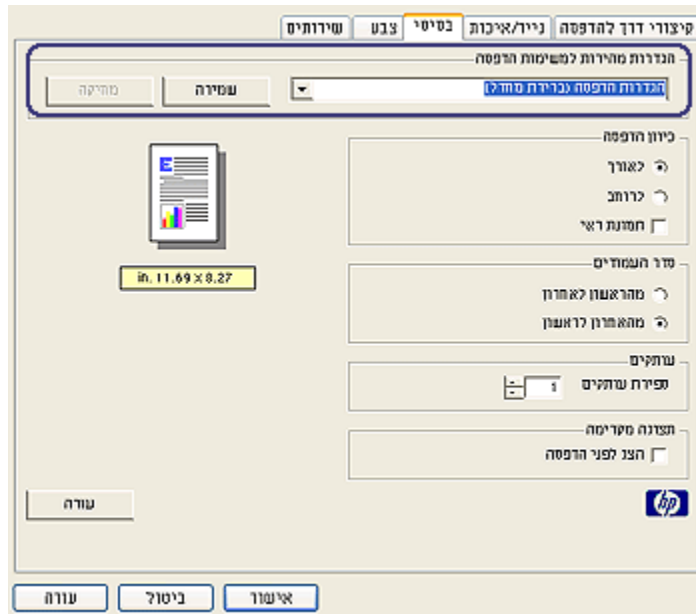 קיצורי דרך להדפסה נייר/איכות בסיסי צבע שירותים
הגדרות מהירות למשימות הדפסה
הגדרות הדפסה (ברירת מחדל)
שמירה
מחיקה
כיוון הדפסה
לאורך
לרוחב
תמונת ראי
סדר העמודים
מהראשון לאחרון
מהאחרון לראשון
עותקים
ספירת עותקים 1
תצוגה מקדימה
הצג לפני הדפסה
E
in. 11.69 X 8.27
hp
עזרה
אישור ביטול עזרה